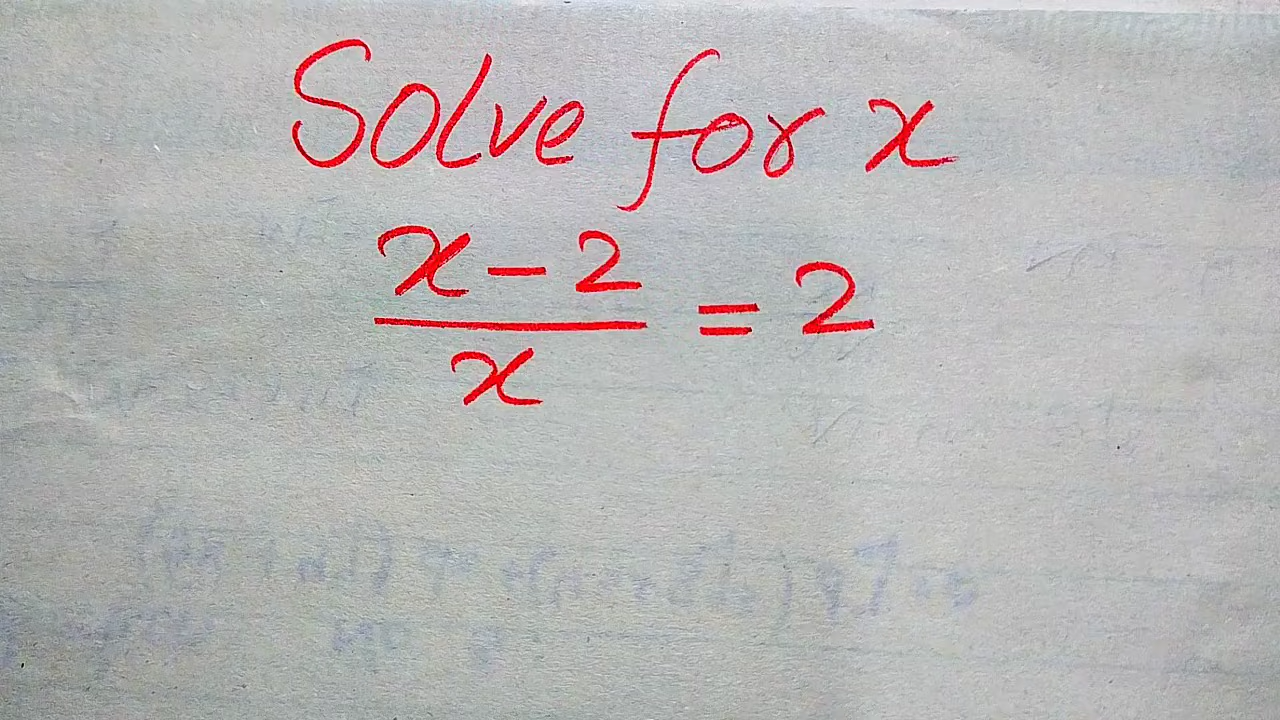 Solve for x
x - 2
/ x = 2